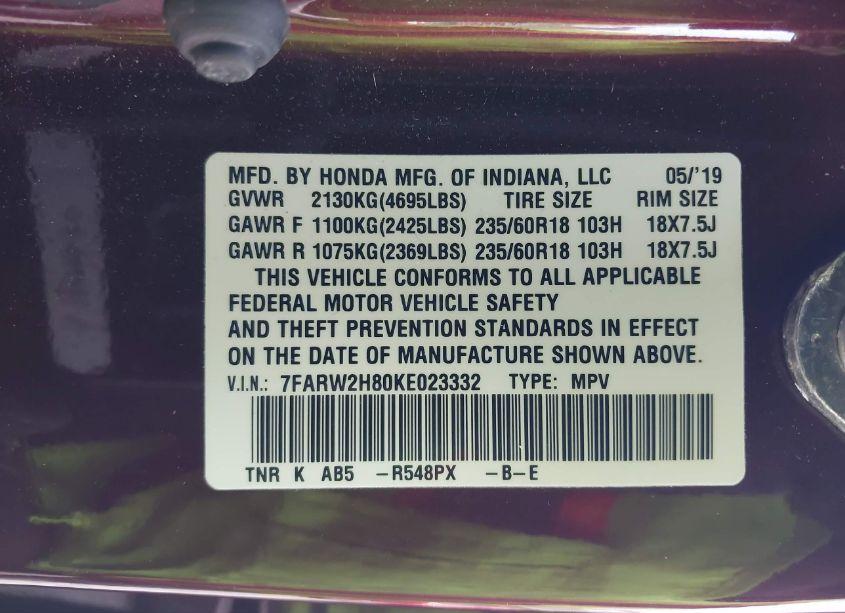 MFD. BY HONDA MFG. OF INDIANA, LLC 05/'19
GVWR 2130KG(4695LBS) TIRE SIZE RIM SIZE
GAWR F 1100KG(2425LBS) 235/60R18 103H 18X7.5J
GAWR R 1075KG(2369LBS) 235/60R18 103H 18X7.5J
THIS VEHICLE CONFORMS TO ALL APPLICABLE
FEDERAL MOTOR VEHICLE SAFETY
AND THEFT PREVENTION STANDARDS IN EFFECT
ON THE DATE OF MANUFACTURE SHOWN ABOVE.
V.I.N.: 7FARW2H80KE023332 TYPE: MPV
TNR K AB5 -R548PX -B-E